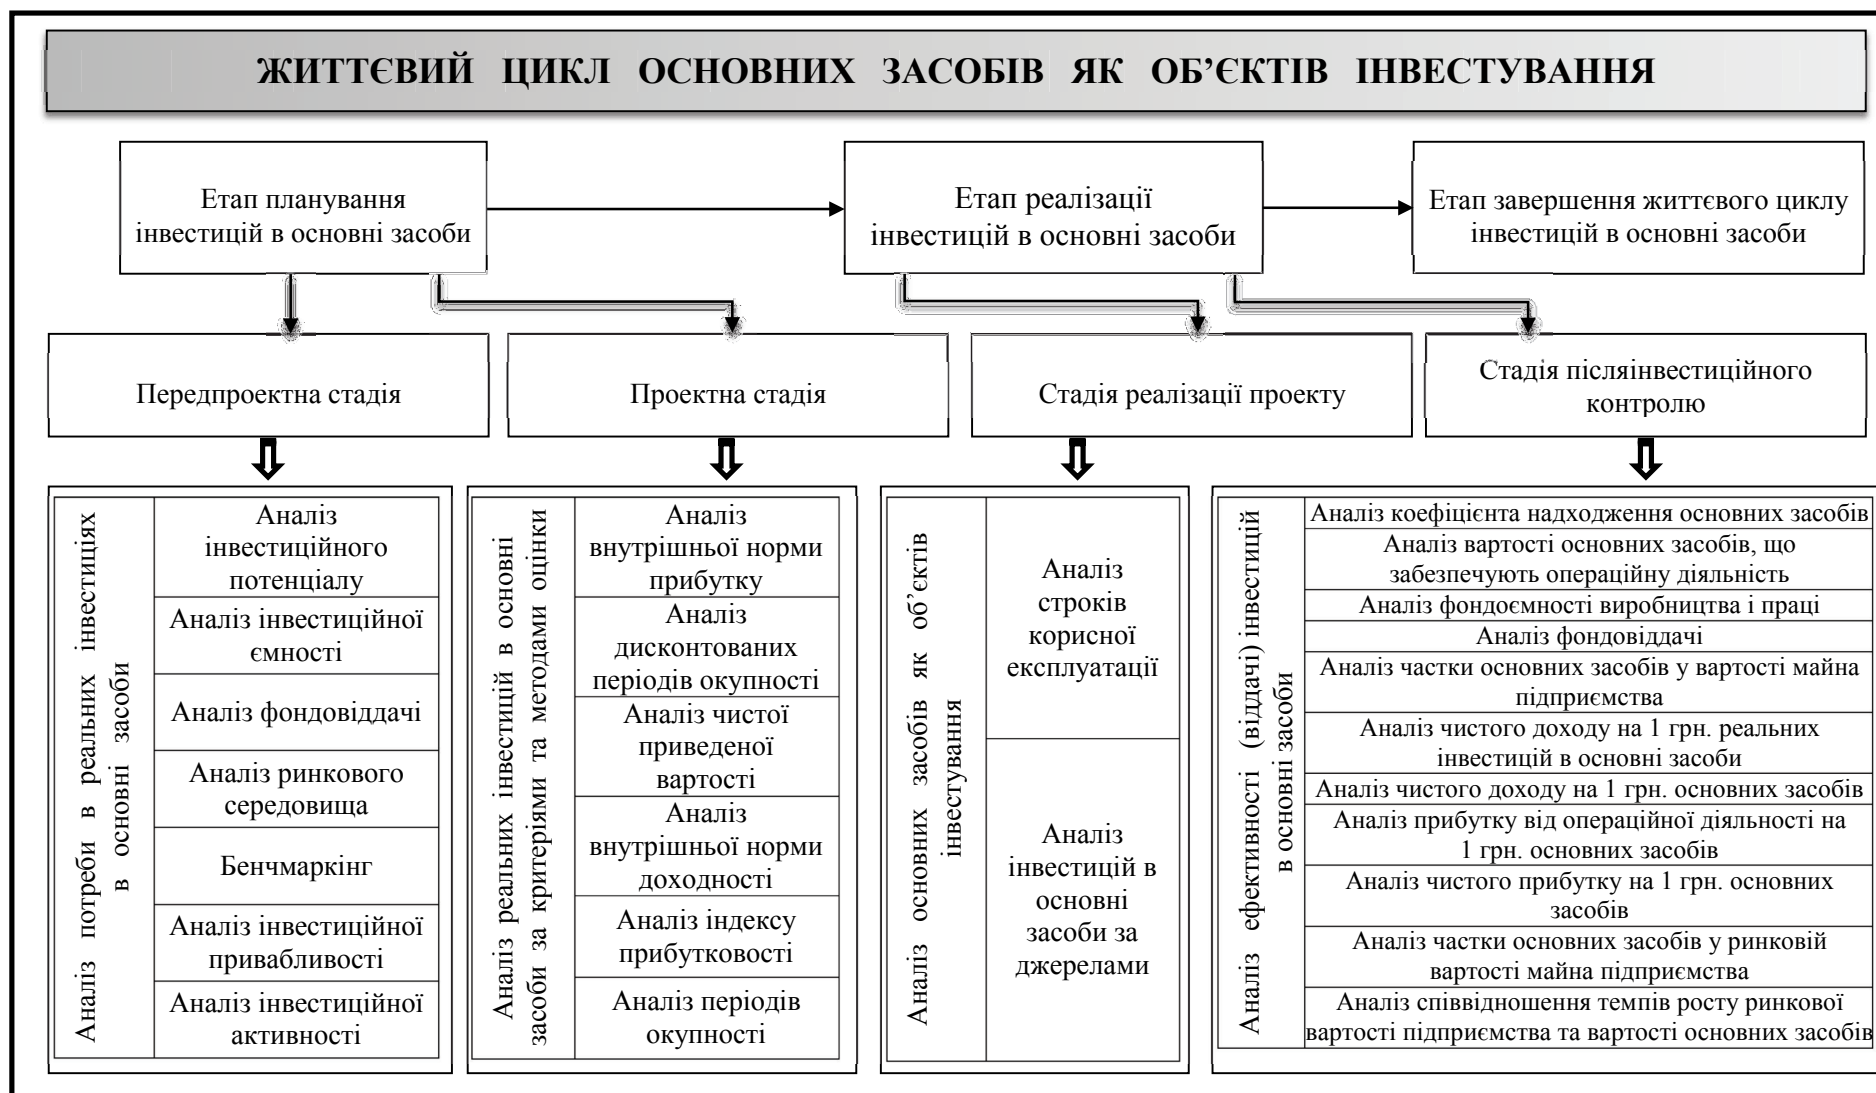 ЖИТТЄВИЙ ЦИКЛ ОСНОВНИХ ЗАСОБІВ ЯК ОБ’ЄКТІВ ІНВЕСТУВАННЯ
Етап планування
інвестицій в основні засоби
Етап реалізації
інвестицій в основні засоби
Етап завершення життєвого циклу
інвестицій в основні засоби
Передпроектна стадія
Проектна стадія
Стадія реалізації проекту
Стадія післяінвестиційного
контролю
Аналіз потреби в реальних інвестиціях
в основні засоби
Аналіз
інвестиційного
потенціалу
Аналіз інвестиційної
ємності
Аналіз фондовіддачі
Аналіз ринкового
середовища
Бенчмаркінг
Аналіз інвестиційної
привабливості
Аналіз інвестиційної
активності
Аналіз реальних інвестицій в основні
засоби за критеріями та методами оцінки
Аналіз
внутрішньої норми
прибутку
Аналіз
дисконтованих
періодів окупності
Аналіз чистої
приведеної
вартості
Аналіз
внутрішньої норми
доходності
Аналіз індексу
прибутковості
Аналіз періодів
окупності
Аналіз основних засобів як об’єктів
інвестування
Аналіз
строків
корисної
експлуатації
Аналіз
інвестицій в
основні
засоби за
джерелами
Аналіз ефективності (віддачі) інвестицій
в основні засоби
Аналіз коефіцієнта надходження основних засобів
Аналіз вартості основних засобів, що
забезпечують операційну діяльність
Аналіз фондоємності виробництва і праці
Аналіз фондовіддачі
Аналіз частки основних засобів у вартості майна
підприємства
Аналіз чистого доходу на 1 грн. реальних
інвестицій в основні засоби
Аналіз чистого доходу на 1 грн. основних засобів
Аналіз прибутку від операційної діяльності на
1 грн. основних засобів
Аналіз чистого прибутку на 1 грн. основних
засобів
Аналіз частки основних засобів у ринковій
вартості майна підприємства
Аналіз співвідношення темпів росту ринкової
вартості підприємства та вартості основних засобів